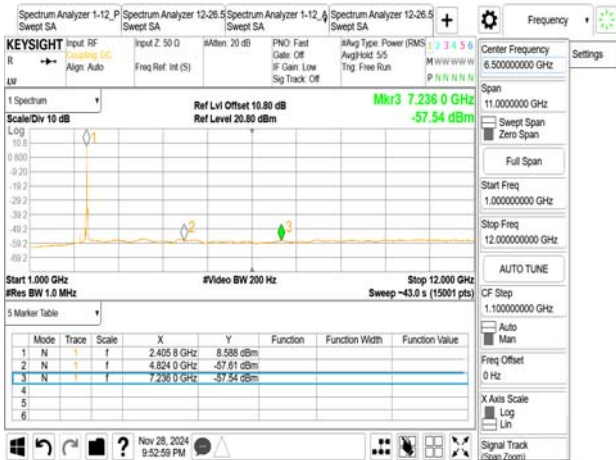 Spectrum Analyzer 1-12_P
Swept SA
Spectrum Analyzer 12-26.5
Swept SA
Spectrum Analyzer 1-12_A
Swept SA
Spectrum Analyzer 12-26.5
Swept SA
+
Frequency
Settings
KEYSIGHT
R
Input: RF
Coupling: DC
Align: Auto
Input Z: 50 Ω
Freq Ref: Int (S)
#Atten: 20 dB
PNO: Fast
Gate: Off
IF Gain: Low
Sig Track: Off
#Avg Type: Power (RMS
Avg|Hold: 5/5
Trig: Free Run
1 2 3 4 5 6
M W W W W W
P N N N N N
1 Spectrum
Scale/Div 10 dB
Ref Lvl Offset 10.80 dB
Ref Level 20.80 dBm
Mkr3 7.236 0 GHz
-57.54 dBm
Log
10.8
0.800
-9.20
-19.2
-29.2
-39.2
-49.2
-59.2
-69.2
1
2
3
Start 1.000 GHz
#Res BW 1.0 MHz
#Video BW 200 Hz
Stop 12.000 GHz
Sweep ~43.0 s (15001 pts)
5 Marker Table
Mode Trace Scale X Y Function Function Width Function Value
1 N 1 f 2.405 8 GHz 8.588 dBm
2 N 1 f 4.824 0 GHz -57.61 dBm
3 N 1 f 7.236 0 GHz -57.54 dBm
4
5
6
Nov 28, 2024
9:52:59 PM
Center Frequency
6.500000000 GHz
Span
11.0000000 GHz
Swept Span
Zero Span
Full Span
Start Freq
1.000000000 GHz
Stop Freq
12.000000000 GHz
AUTO TUNE
CF Step
1.100000000 GHz
Auto
Man
Freq Offset
0 Hz
X Axis Scale
Log
Lin
Signal Track
(Span Zoom)